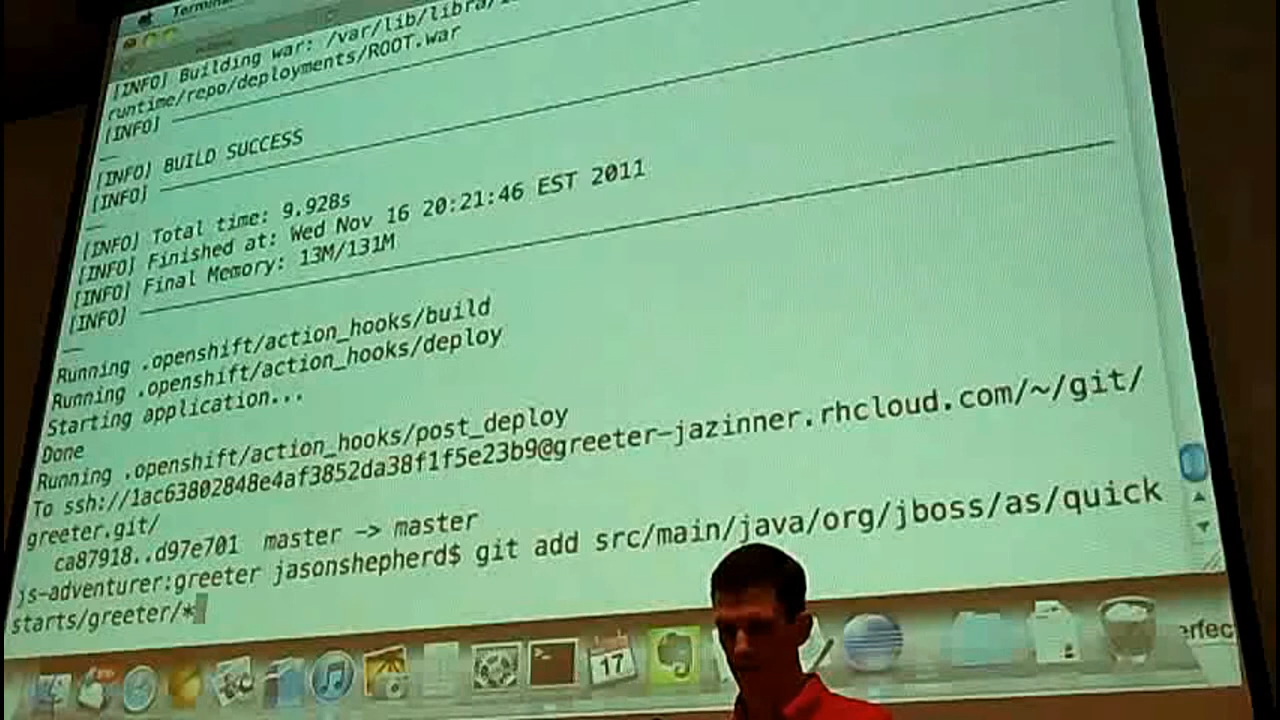 [INFO] Building war: /var/lib/libra/
runtime/repo/deployments/ROOT.war
[INFO]
[INFO] BUILD SUCCESS
[INFO]
[INFO] Total time: 9.928s
[INFO] Finished at: Wed Nov 16 20:21:46 EST 2011
[INFO] Final Memory: 13M/131M
[INFO]
Running .openshift/action_hooks/build
Running .openshift/action_hooks/deploy
Starting application...
Done
Running .openshift/action_hooks/post_deploy
To ssh://1ac63802848e4af3852da38f1f5e23b9@greeter-jazinner.rhcloud.com/~/git/
greeter.git/
ca87918..d97e701 master -> master
js-adventurer:greeter jasonshepherd$ git add src/main/java/org/jboss/as/quick
starts/greeter/*
17